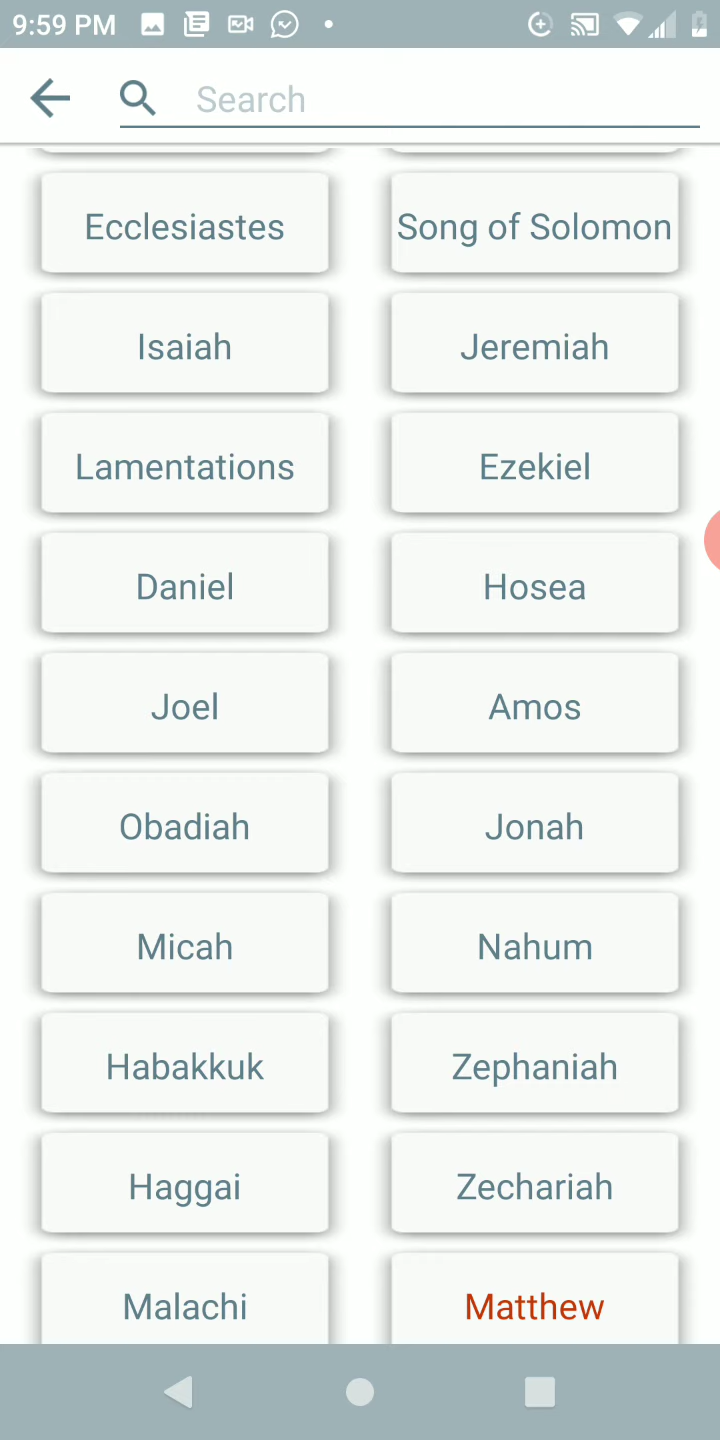 9:59 PM
Search
Ecclesiastes
Song of Solomon
Isaiah
Jeremiah
Lamentations
Ezekiel
Daniel
Hosea
Joel
Amos
Obadiah
Jonah
Micah
Nahum
Habakkuk
Zephaniah
Haggai
Zechariah
Malachi
Matthew